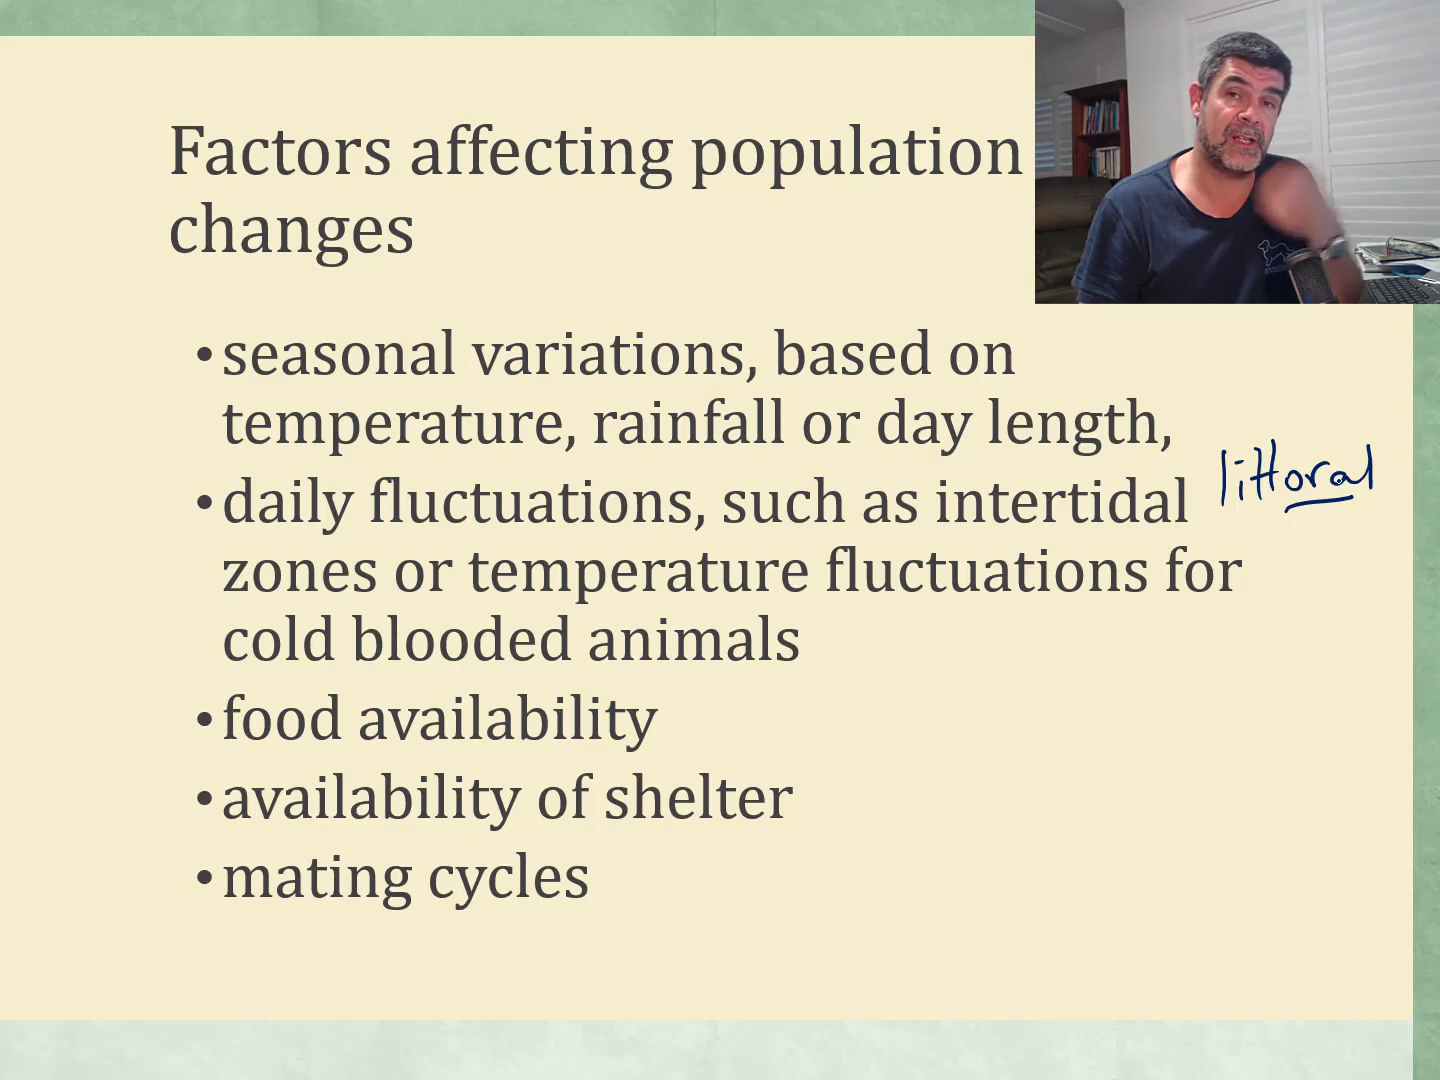 Factors affecting population
changes
• seasonal variations, based on
temperature, rainfall or day length,
• daily fluctuations, such as intertidal littoral
zones or temperature fluctuations for
cold blooded animals
• food availability
• availability of shelter
• mating cycles